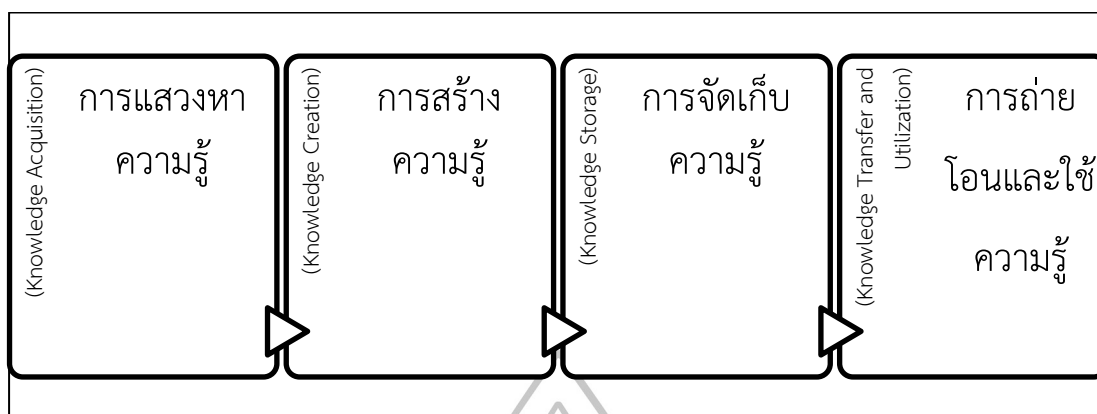 (Knowledge Acquisition)
การแสวงหา
ความรู้
(Knowledge Creation)
การสร้าง
ความรู้
(Knowledge Storage)
การจัดเก็บ
ความรู้
(Knowledge Transfer and
Utilization)
การถ่าย
โอนและใช้
ความรู้